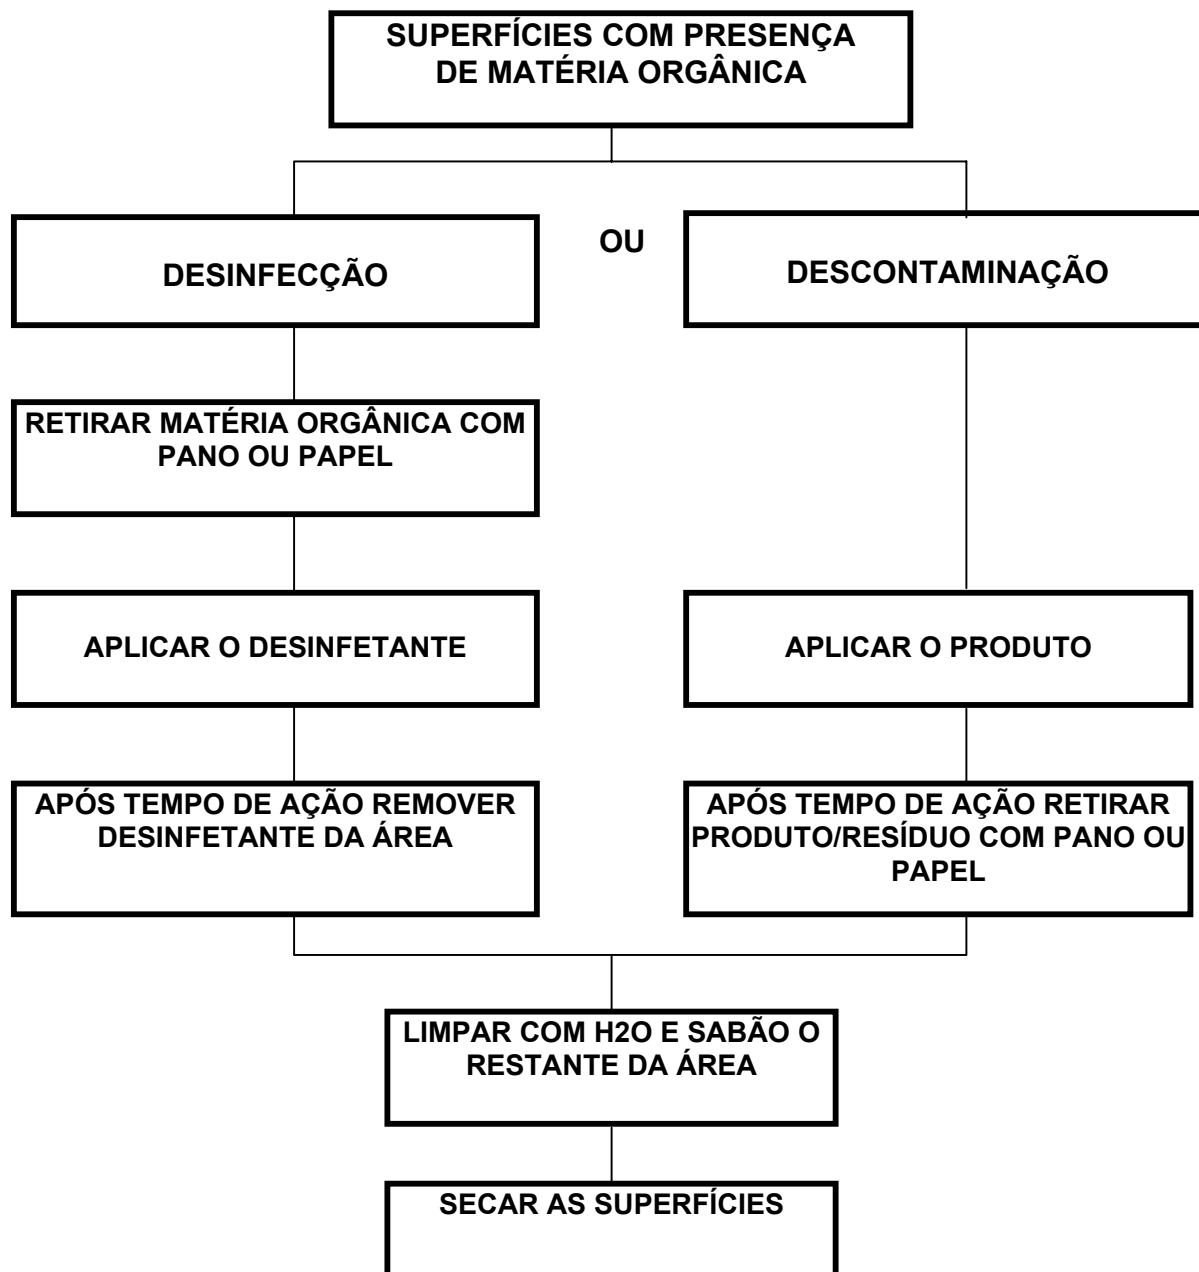 SUPERFÍCIES COM PRESENÇA
DE MATÉRIA ORGÂNICA
DESINFECÇÃO
OU
DESCONTAMINAÇÃO
RETIRAR MATÉRIA ORGÂNICA COM
PANO OU PAPEL
APLICAR O DESINFETANTE
APLICAR O PRODUTO
APÓS TEMPO DE AÇÃO REMOVER
DESINFETANTE DA ÁREA
APÓS TEMPO DE AÇÃO RETIRAR
PRODUTO/RESÍDUO COM PANO OU
PAPEL
LIMPAR COM H2O E SABÃO O
RESTANTE DA ÁREA
SECAR AS SUPERFÍCIES